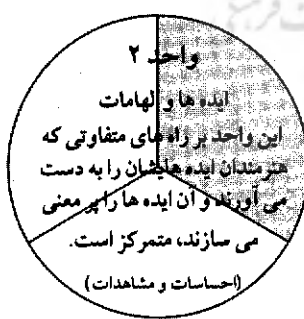 واحد ۲
ایده ها و الهامات
این واحد بر راه های متفاوتی که
هنرمندان ایده هایشان را به دست
می آورند و آن ایده ها را پر معنی
می سازند، متمرکز است.
(احساسات و مشاهدات)